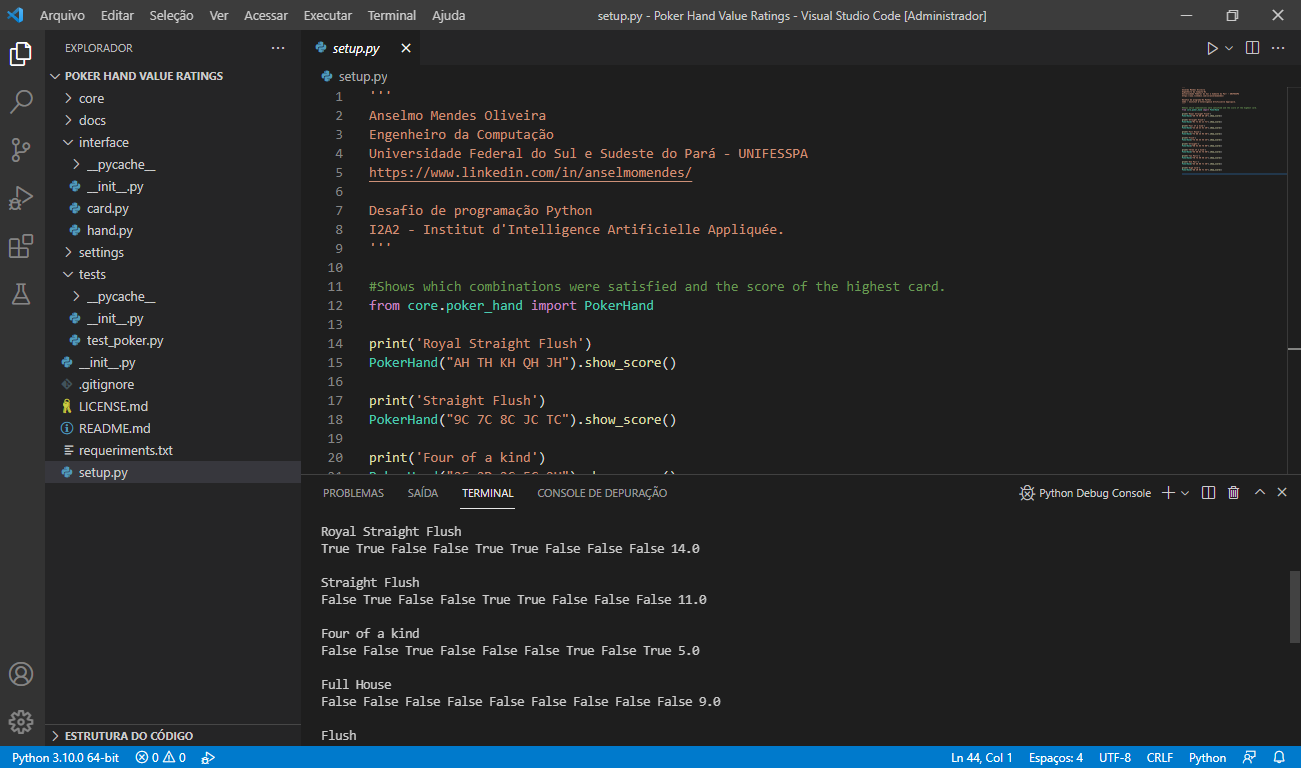 Arquivo Editar Seleção Ver Acessar Executar Terminal Ajuda
setup.py - Poker Hand Value Ratings - Visual Studio Code [Administrador]
EXPLORADOR
POKER HAND VALUE RATINGS
core
docs
interface
__pycache__
__init__.py
card.py
hand.py
settings
tests
__pycache__
__init__.py
test_poker.py
__init__.py
.gitignore
LICENSE.md
README.md
requeriments.txt
setup.py
ESTRUTURA DO CÓDIGO
setup.py
setup.py
1 '''
2 Anselmo Mendes Oliveira
3 Engenheiro da Computação
4 Universidade Federal do Sul e Sudeste do Pará - UNIFESSPA
5 https://www.linkedin.com/in/anselmomendes/
6
7 Desafio de programação Python
8 I2A2 - Institut d'Intelligence Artificielle Appliquée.
9 '''
10
11 #Shows which combinations were satisfied and the score of the highest card.
12 from core.poker_hand import PokerHand
13
14 print('Royal Straight Flush')
15 PokerHand("AH TH KH QH JH").show_score()
16
17 print('Straight Flush')
18 PokerHand("9C 7C 8C JC TC").show_score()
19
20 print('Four of a kind')
PROBLEMAS SAÍDA TERMINAL CONSOLE DE DEPURAÇÃO
Python Debug Console
Royal Straight Flush
True True False False True True False False False 14.0
Straight Flush
False True False False True True False False False 11.0
Four of a kind
False False True False False False True False True 5.0
Full House
False False False False False False False False False 9.0
Flush
Python 3.10.0 64-bit 0 0
Ln 44, Col 1 Espaços: 4 UTF-8 CRLF Python